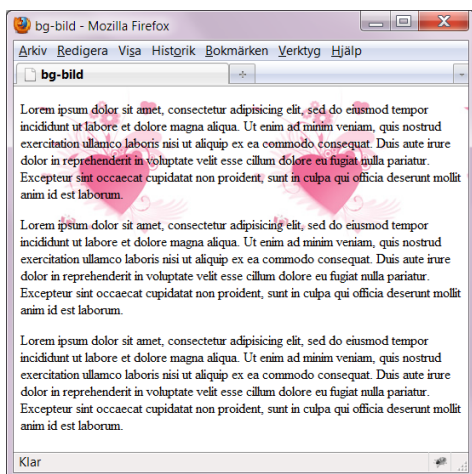 bg-bild - Mozilla Firefox
Arkiv Redigera Visa Historik Bokmärken Verktyg Hjälp
bg-bild
Lorem ipsum dolor sit amet, consectetur adipisicing elit, sed do eiusmod tempor
incididunt ut labore et dolore magna aliqua. Ut enim ad minim veniam, quis nostrud
exercitation ullamco laboris nisi ut aliquip ex ea commodo consequat. Duis aute irure
dolor in reprehenderit in voluptate velit esse cillum dolore eu fugiat nulla pariatur.
Excepteur sint occaecat cupidatat non proident, sunt in culpa qui officia deserunt mollit
anim id est laborum.
Lorem ipsum dolor sit amet, consectetur adipisicing elit, sed do eiusmod tempor
incididunt ut labore et dolore magna aliqua. Ut enim ad minim veniam, quis nostrud
exercitation ullamco laboris nisi ut aliquip ex ea commodo consequat. Duis aute irure
dolor in reprehenderit in voluptate velit esse cillum dolore eu fugiat nulla pariatur.
Excepteur sint occaecat cupidatat non proident, sunt in culpa qui officia deserunt mollit
anim id est laborum.
Lorem ipsum dolor sit amet, consectetur adipisicing elit, sed do eiusmod tempor
incididunt ut labore et dolore magna aliqua. Ut enim ad minim veniam, quis nostrud
exercitation ullamco laboris nisi ut aliquip ex ea commodo consequat. Duis aute irure
dolor in reprehenderit in voluptate velit esse cillum dolore eu fugiat nulla pariatur.
Excepteur sint occaecat cupidatat non proident, sunt in culpa qui officia deserunt mollit
anim id est laborum.
Klar